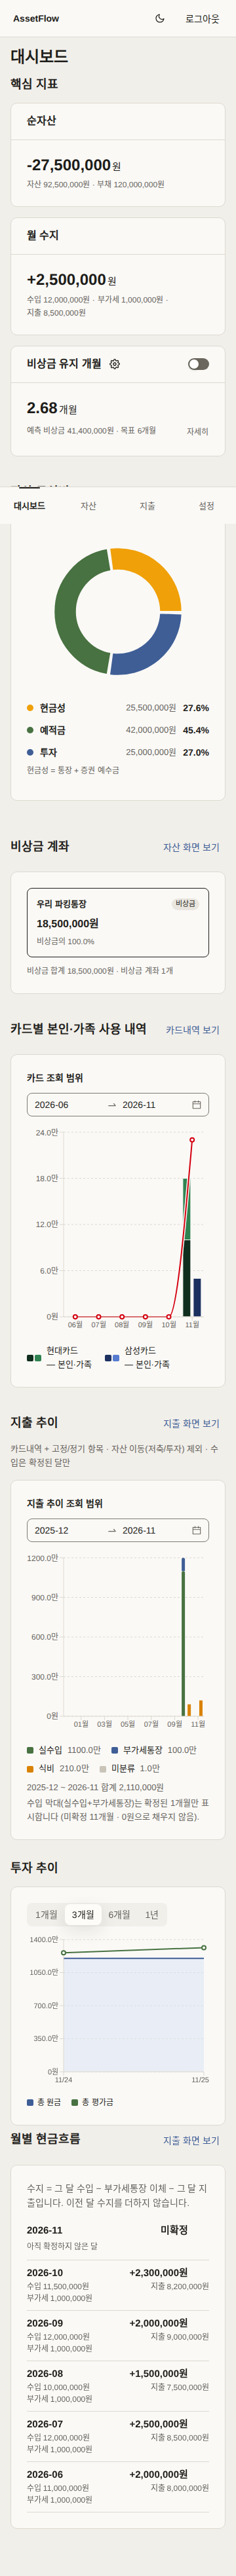 AssetFlow 로그아웃
대시보드
핵심 지표
순자산
-27,500,000원
자산 92,500,000원 · 부채 120,000,000원
월 수지
+2,500,000원
수입 12,000,000원 · 부가세 1,000,000원 ·
지출 8,500,000원
비상금 유지 개월
2.68개월
예측 비상금 41,400,000원 · 목표 6개월 자세히
대시보드 자산 지출 설정
현금성 25,500,000원 27.6%
예적금 42,000,000원 45.4%
투자 25,000,000원 27.0%
현금성 = 통장 + 증권 예수금
비상금 계좌 자산 화면 보기
우리 파킹통장 비상금
18,500,000원
비상금의 100.0%
비상금 합계 18,500,000원 · 비상금 계좌 1개
카드별 본인·가족 사용 내역 카드내역 보기
카드 조회 범위
2026-06 → 2026-11
24.0만
18.0만
12.0만
6.0만
0원
06월 07월 08월 09월 10월 11월
현대카드 — 본인·가족
삼성카드 — 본인·가족
지출 추이 지출 화면 보기
카드내역 + 고정/정기 항목 · 자산 이동(저축/투자) 제외 · 수
입은 확정된 달만
지출 추이 조회 범위
2025-12 → 2026-11
1200.0만
900.0만
600.0만
300.0만
0원
01월 03월 05월 07월 09월 11월
실수입 1100.0만 부가세통장 100.0만
식비 210.0만 미분류 1.0만
2025-12 ~ 2026-11 합계 2,110,000원
수입 막대(실수입+부가세통장)는 확정된 1개월만 표
시합니다 (미확정 11개월 · 0원으로 채우지 않음).
투자 추이
1개월 3개월 6개월 1년
1400.0만
1050.0만
700.0만
350.0만
0원
11/24 11/25
총 원금 총 평가금
월별 현금흐름 지출 화면 보기
수지 = 그 달 수입 − 부가세통장 이체 − 그 달 지
출입니다. 이전 달 수지를 더하지 않습니다.
2026-11 미확정
아직 확정하지 않은 달
2026-10 +2,300,000원
수입 11,500,000원 지출 8,200,000원
부가세 1,000,000원
2026-09 +2,000,000원
수입 12,000,000원 지출 9,000,000원
부가세 1,000,000원
2026-08 +1,500,000원
수입 10,000,000원 지출 7,500,000원
부가세 1,000,000원
2026-07 +2,500,000원
수입 12,000,000원 지출 8,500,000원
부가세 1,000,000원
2026-06 +2,000,000원
수입 11,000,000원 지출 8,000,000원
부가세 1,000,000원